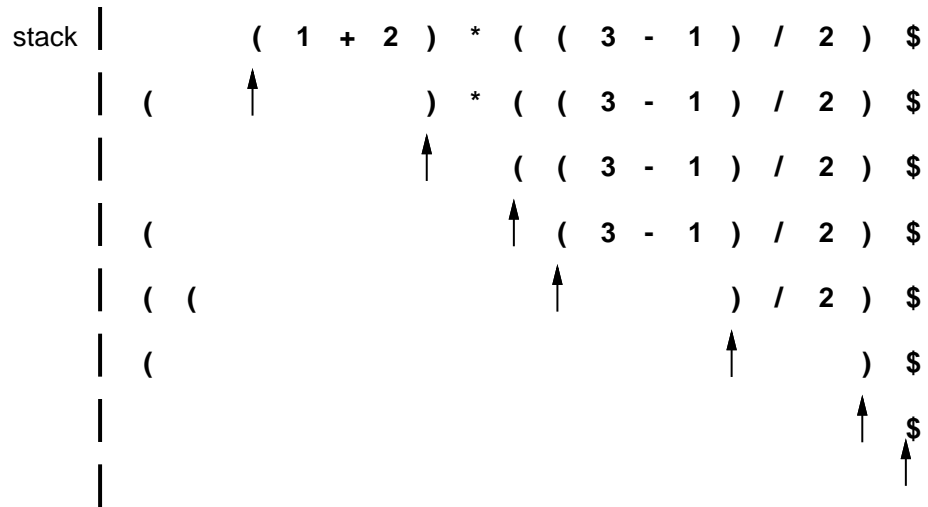 stack ( 1 + 2 ) * ( ( 3 - 1 ) / 2 ) $
( ) * ( ( 3 - 1 ) / 2 ) $
( ( 3 - 1 ) / 2 ) $
( ( 3 - 1 ) / 2 ) $
( ( ) / 2 ) $
( ) $
$